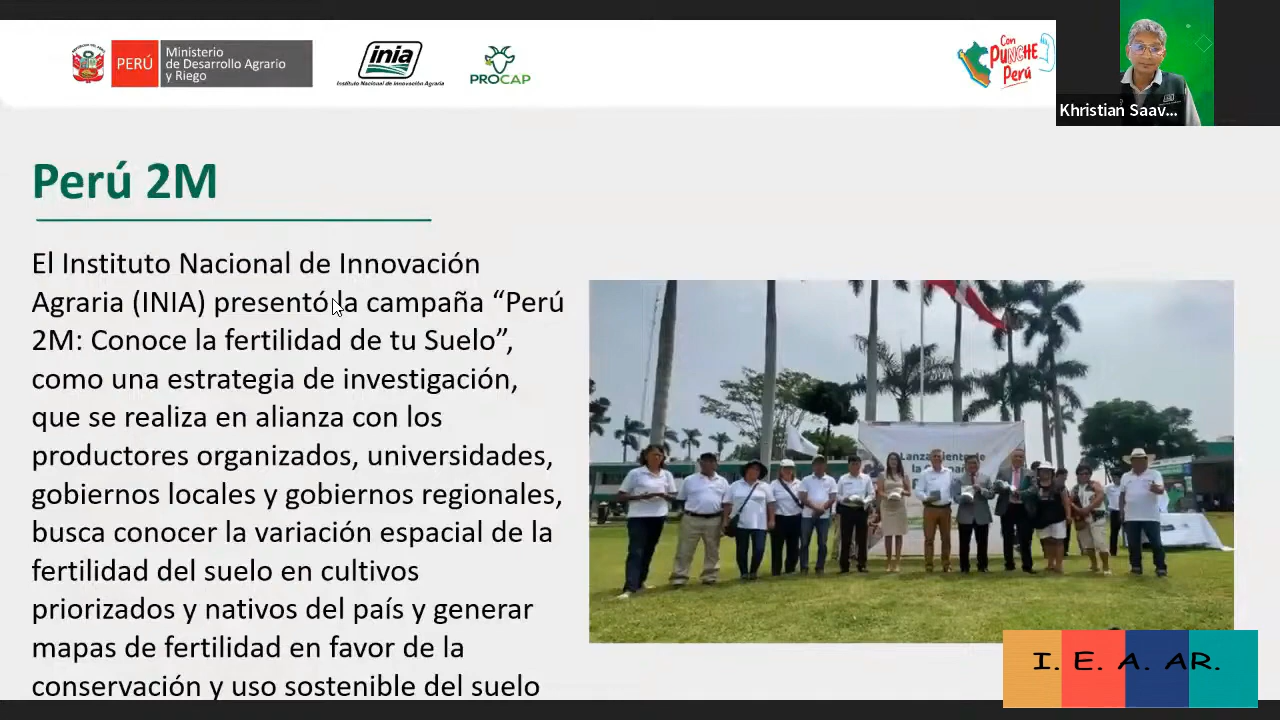 PERÚ
Ministerio
de Desarrollo Agrario
y Riego
inia
Instituto Nacional de Innovación Agraria
PROCAP
Con
PUNCHE
Perú
Khristian Saav...
Perú 2M
El Instituto Nacional de Innovación
Agraria (INIA) presentó la campaña “Perú
2M: Conoce la fertilidad de tu Suelo”,
como una estrategia de investigación,
que se realiza en alianza con los
productores organizados, universidades,
gobiernos locales y gobiernos regionales,
busca conocer la variación espacial de la
fertilidad del suelo en cultivos
priorizados y nativos del país y generar
mapas de fertilidad en favor de la
conservación y uso sostenible del suelo
Lanzamiento de
la Campaña
I. E. A. AR.